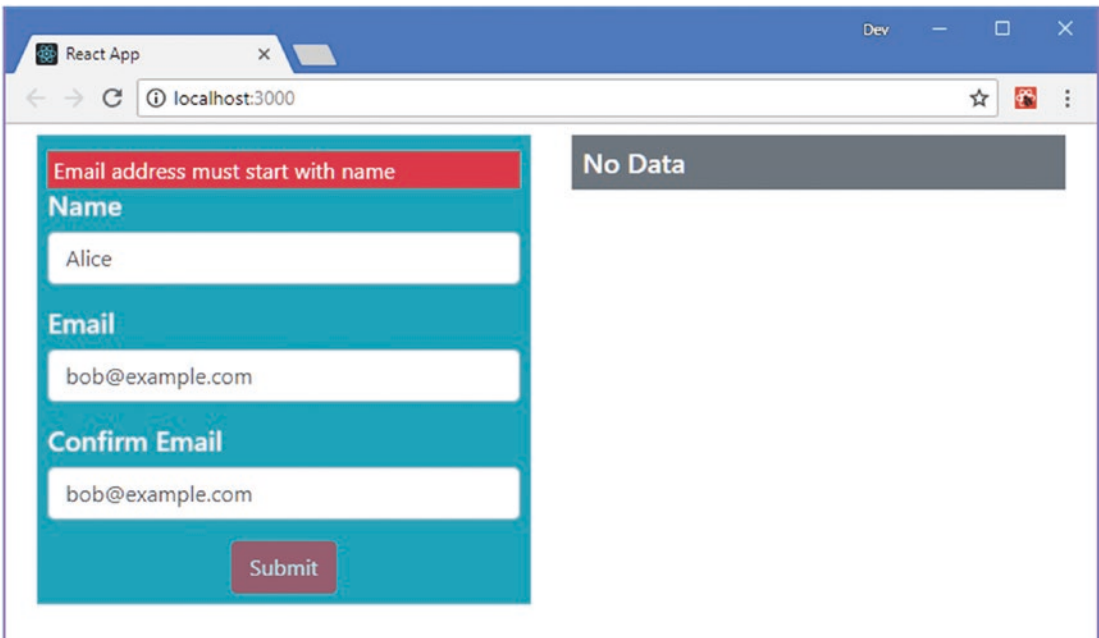 Dev
React App
localhost:3000
Email address must start with name
Name
Alice
Email
bob@example.com
Confirm Email
bob@example.com
Submit
No Data